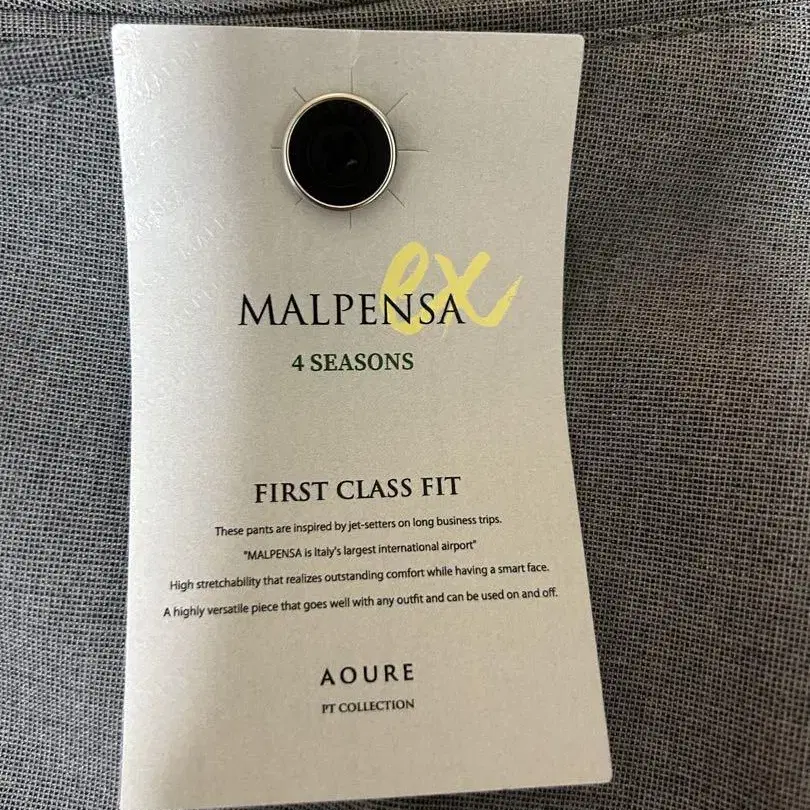 MALPENSA ex
4 SEASONS
FIRST CLASS FIT
These pants are inspired by jet-setters on long business trips.
"MALPENSA is Italy's largest international airport"
High stretchability that realizes outstanding comfort while having a smart face.
A highly versatile piece that goes well with any outfit and can be used on and off.
AOURE
PT COLLECTION